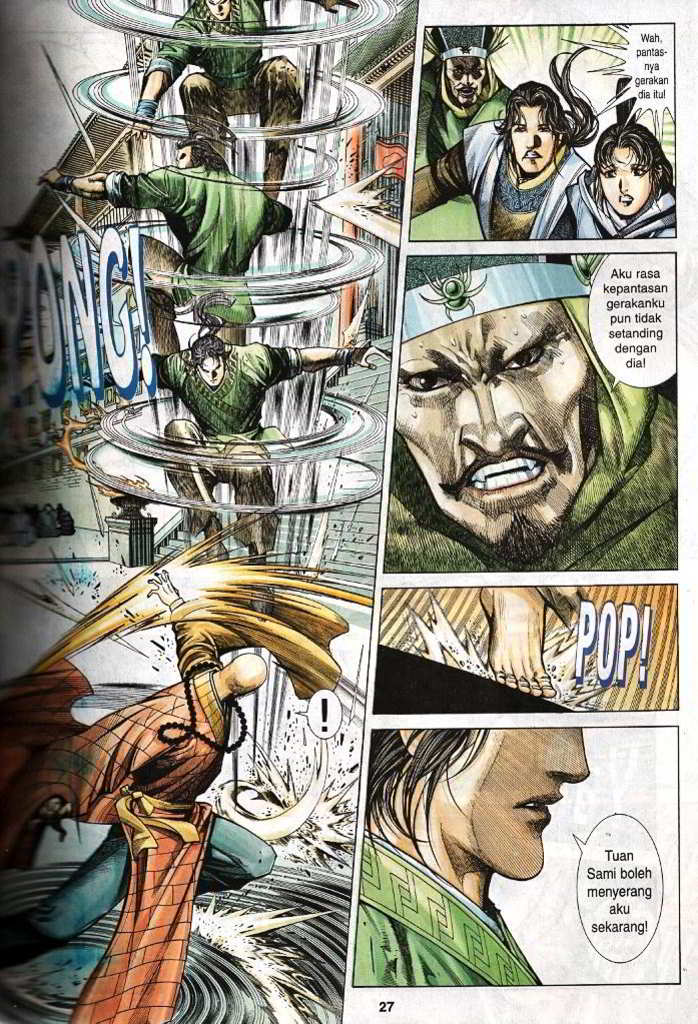 PONG!
Wah,
pantas-
nya
gerakan
dia itu!
Aku rasa
kepantasan
gerakanku
pun tidak
setanding
dengan
dia!
!
POP!
Tuan
Sami boleh
menyerang
aku
sekarang!
27